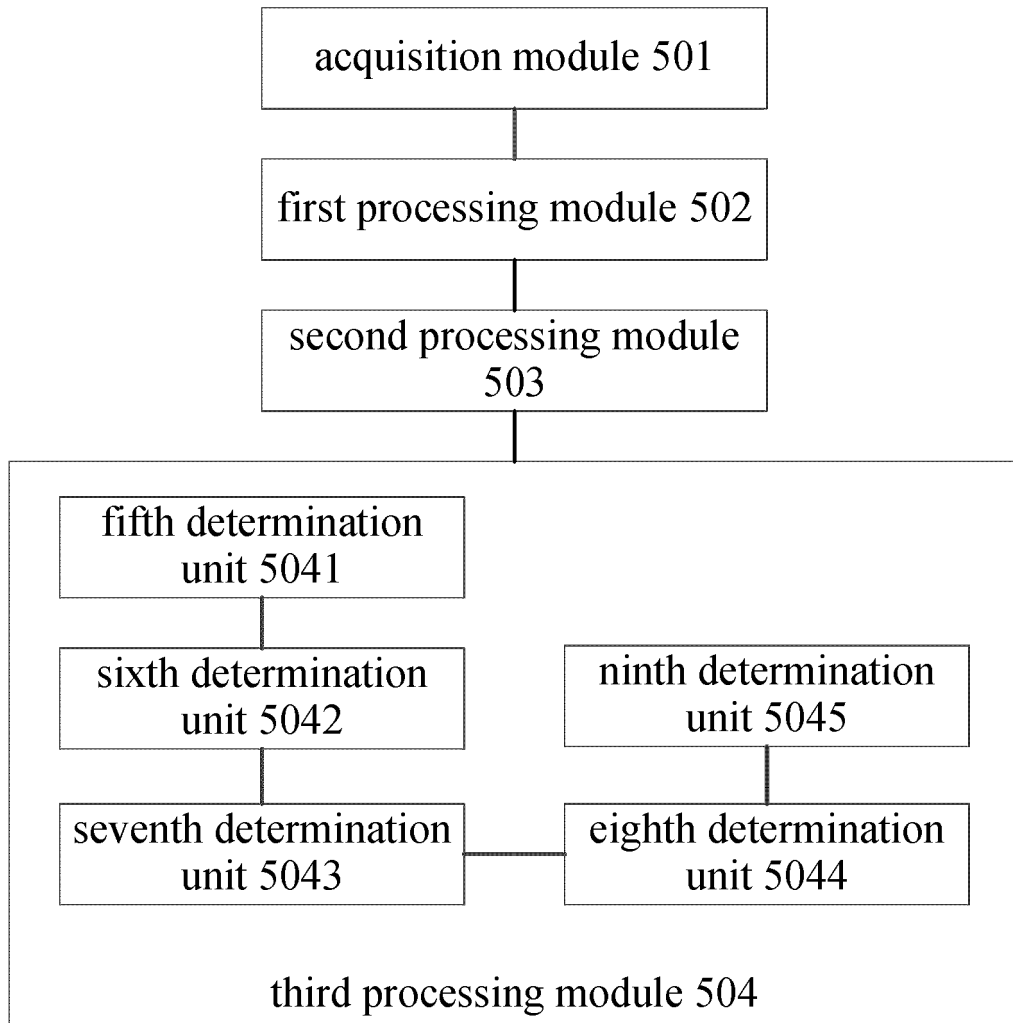 acquisition module 501
first processing module 502
second processing module
503
fifth determination
unit 5041
sixth determination
unit 5042
seventh determination
unit 5043
ninth determination
unit 5045
eighth determination
unit 5044
third processing module 504